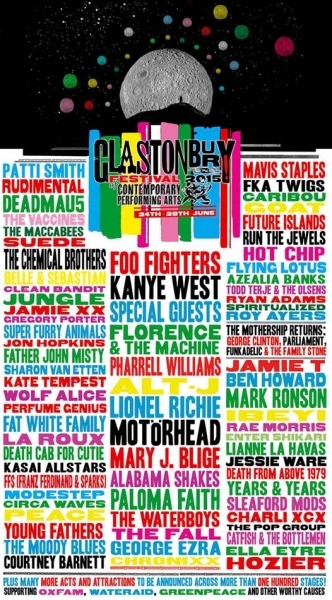 GLASTONBURY
2015
FESTIVAL
OF
CONTEMPORARY
PERFORMING ARTS
24TH 28TH JUNE
PATTI SMITH
RUDIMENTAL
DEADMAU5
THE VACCINES
THE MACCABEES
SUEDE
THE CHEMICAL BROTHERS
BELLE & SEBASTIAN
CLEAN BANDIT
JUNGLE
JAMIE XX
GREGORY PORTER
SUPER FURRY ANIMALS
JON HOPKINS
FATHER JOHN MISTY
SHARON VAN ETTEN
KATE TEMPEST
WOLF ALICE
PERFUME GENIUS
FAT WHITE FAMILY
LA ROUX
DEATH CAB FOR CUTIE
KASAI ALLSTARS
FFS (FRANZ FERDINAND & SPARKS)
MODESTEP
CIRCA WAVES
PEACE
YOUNG FATHERS
THE MOODY BLUES
COURTNEY BARNETT
FOO FIGHTERS
KANYE WEST
SPECIAL GUESTS
FLORENCE
& THE MACHINE
PHARRELL WILLIAMS
ALT-J
LIONEL RICHIE
MOTÖRHEAD
MARY J. BLIGE
ALABAMA SHAKES
PALOMA FAITH
THE WATERBOYS
THE FALL
GEORGE EZRA
CHRONIXX
MAVIS STAPLES
FKA TWIGS
CARIBOU
GOAT
FUTURE ISLANDS
RUN THE JEWELS
HOT CHIP
FLYING LOTUS
AZEALIA BANKS
TODD TERJE & THE OLSENS
RYAN ADAMS
SPIRITUALIZED
ROY AYERS
THE MOTHERSHIP RETURNS:
GEORGE CLINTON, PARLIAMENT,
FUNKADELIC & THE FAMILY STONE
JAMIE T
BEN HOWARD
MARK RONSON
IBEYI
RAE MORRIS
ENTER SHIKARI
LIANNE LA HAVAS
JESSIE WARE
DEATH FROM ABOVE 1979
YEARS & YEARS
SLEAFORD MODS
CHARLI XCX
THE POP GROUP
CATFISH & THE BOTTLEMEN
ELLA EYRE
HOZIER
PLUS MANY MORE ACTS AND ATTRACTIONS TO BE ANNOUNCED ACROSS MORE THAN ONE HUNDRED STAGES!
SUPPORTING OXFAM, WATERAID, GREENPEACE AND OTHER WORTHY CAUSES